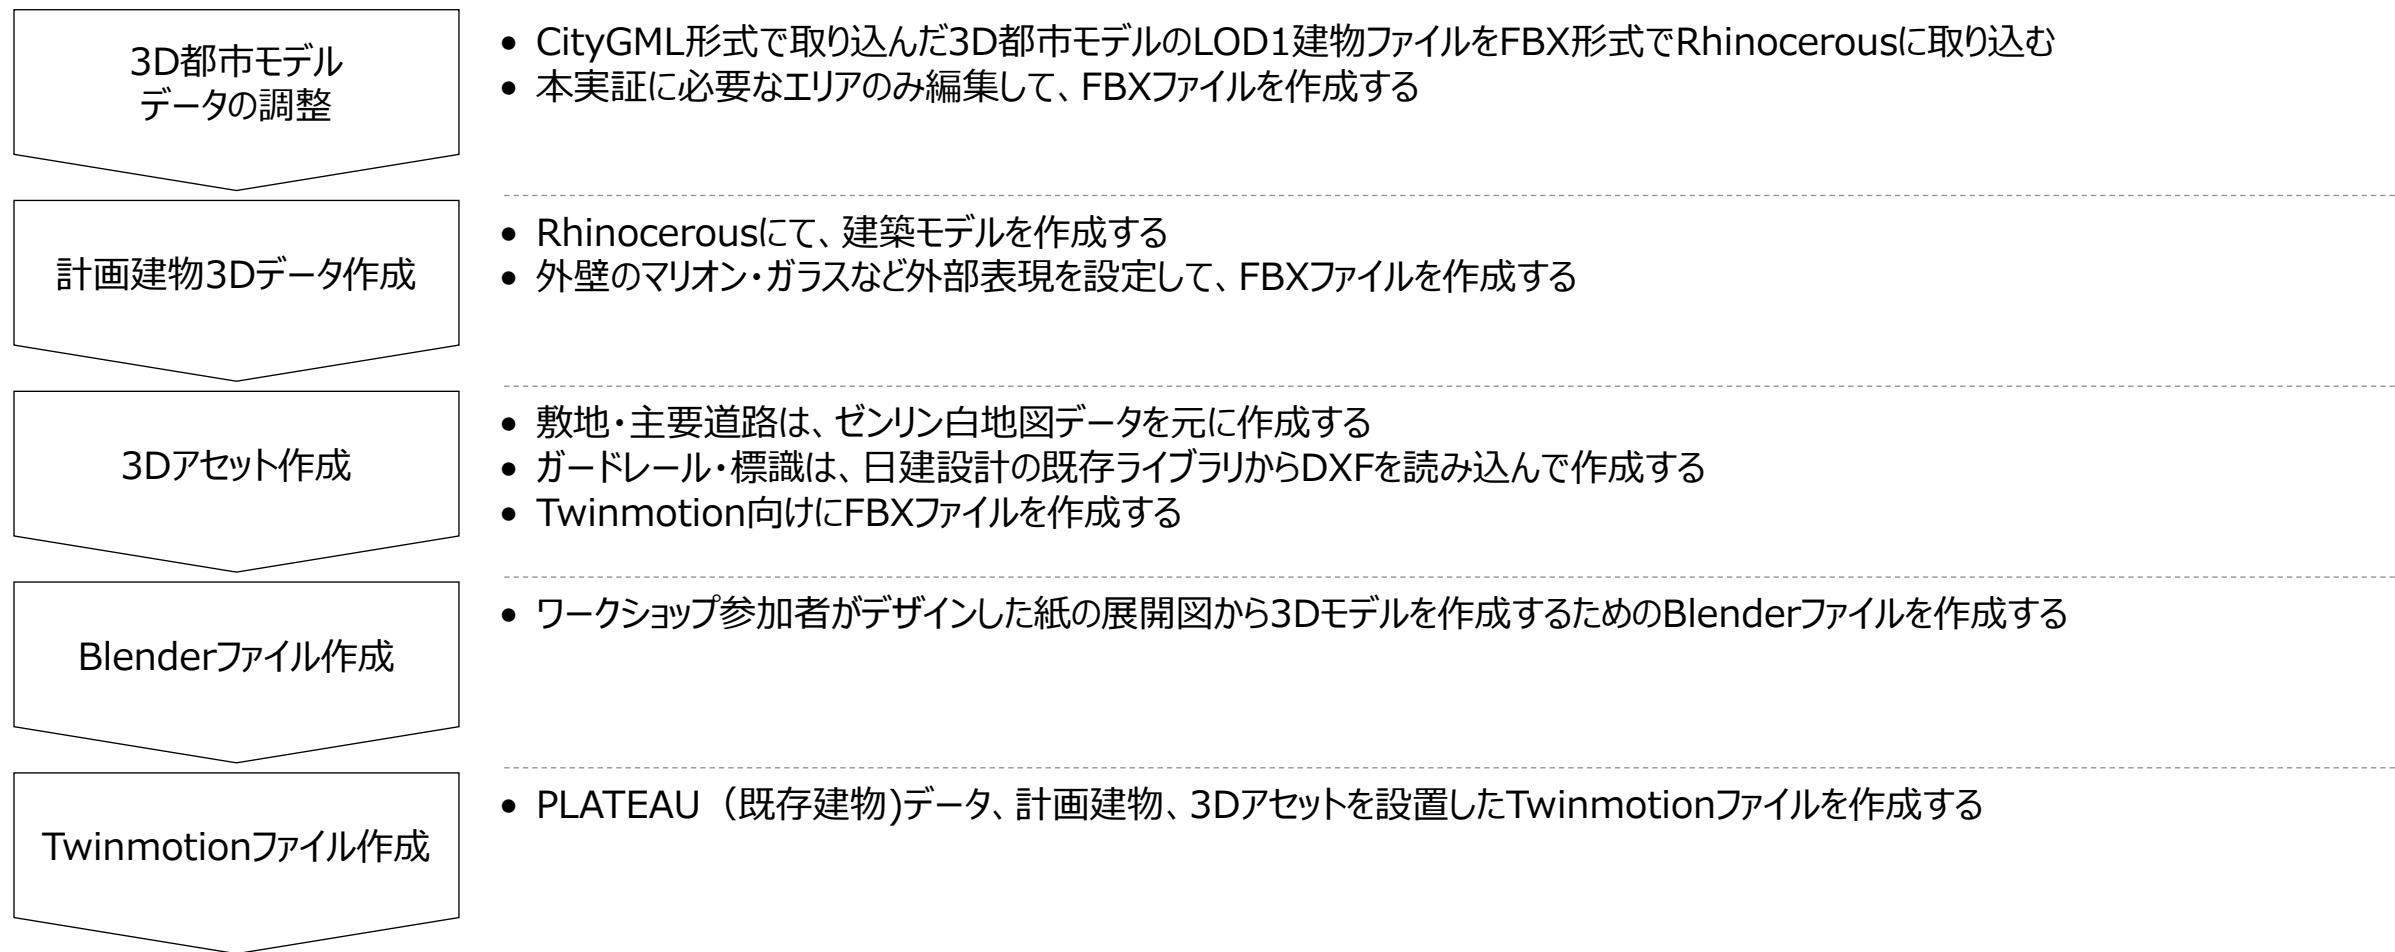 3D都市モデル
データの調整
• CityGML形式で取り込んだ3D都市モデルのLOD1建物ファイルをFBX形式でRhinocerousに取り込む
• 本実証に必要なエリアのみ編集して、FBXファイルを作成する
計画建物3Dデータ作成
• Rhinocerousにて、建築モデルを作成する
• 外壁のマリオン・ガラスなど外部表現を設定して、FBXファイルを作成する
3Dアセット作成
• 敷地・主要道路は、ゼンリン白地図データを元に作成する
• ガードレール・標識は、日建設計の既存ライブラリからDXFを読み込んで作成する
• Twinmotion向けにFBXファイルを作成する
Blenderファイル作成
• ワークショップ参加者がデザインした紙の展開図から3Dモデルを作成するためのBlenderファイルを作成する
Twinmotionファイル作成
• PLATEAU（既存建物)データ、計画建物、3Dアセットを設置したTwinmotionファイルを作成する